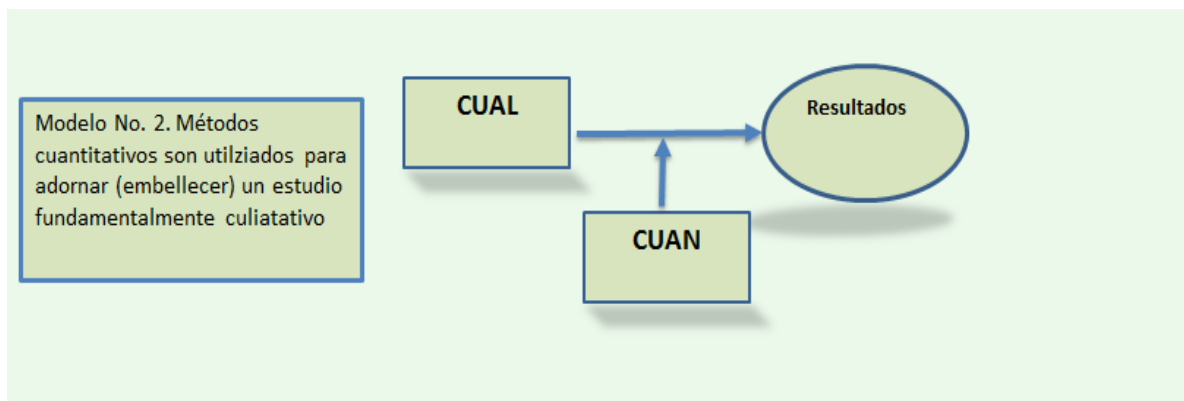 Modelo No. 2. Métodos
cuantitativos son utilziados para
adornar (embellecer) un estudio
fundamentalmente culiatativo
CUAL
Resultados
CUAN